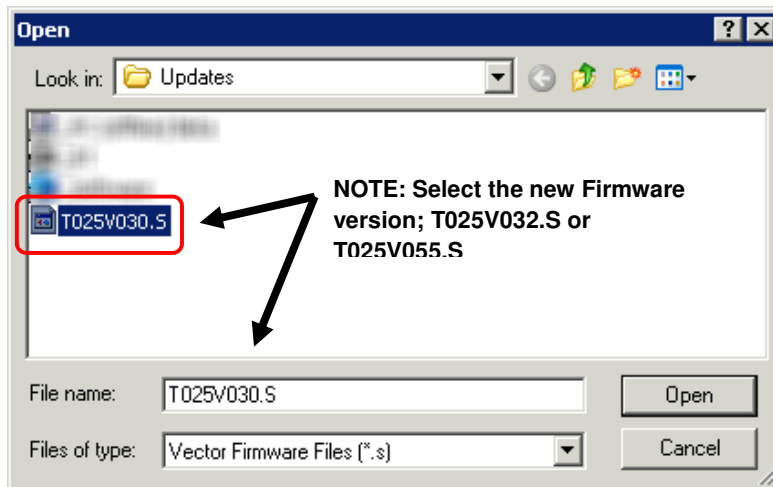 Open
Look in: Updates
NOTE: Select the new Firmware
version; T025V032.S or
T025V055.S
T025V030.S
File name: T025V030.S
Open
Files of type: Vector Firmware Files (*.s)
Cancel